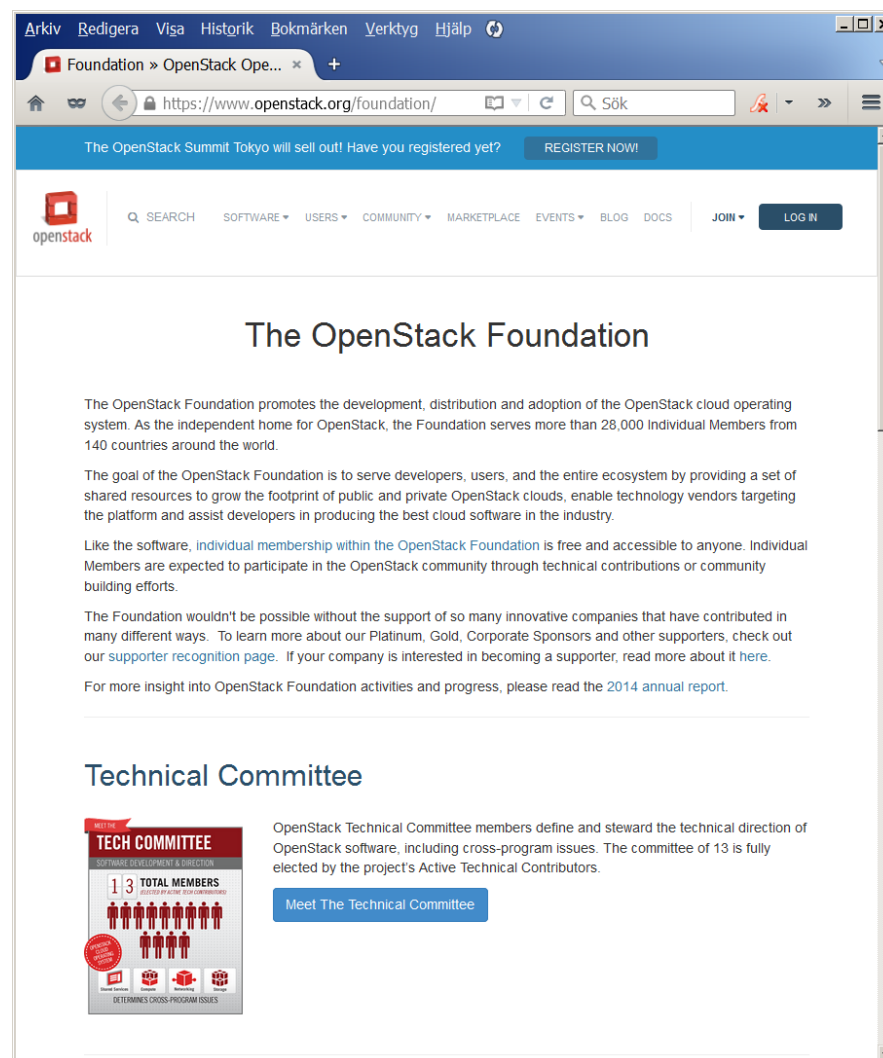 Arkiv Redigera Visa Historik Bokmärken Verktyg Hjälp
Foundation » OpenStack Ope... × +
https://www.openstack.org/foundation/ Sök
The OpenStack Summit Tokyo will sell out! Have you registered yet? REGISTER NOW!
openstack
SEARCH SOFTWARE USERS COMMUNITY MARKETPLACE EVENTS BLOG DOCS JOIN LOG IN
The OpenStack Foundation
The OpenStack Foundation promotes the development, distribution and adoption of the OpenStack cloud operating
system. As the independent home for OpenStack, the Foundation serves more than 28,000 Individual Members from
140 countries around the world.
The goal of the OpenStack Foundation is to serve developers, users, and the entire ecosystem by providing a set of
shared resources to grow the footprint of public and private OpenStack clouds, enable technology vendors targeting
the platform and assist developers in producing the best cloud software in the industry.
Like the software, individual membership within the OpenStack Foundation is free and accessible to anyone. Individual
Members are expected to participate in the OpenStack community through technical contributions or community
building efforts.
The Foundation wouldn't be possible without the support of so many innovative companies that have contributed in
many different ways. To learn more about our Platinum, Gold, Corporate Sponsors and other supporters, check out
our supporter recognition page. If your company is interested in becoming a supporter, read more about it here.
For more insight into OpenStack Foundation activities and progress, please read the 2014 annual report.
Technical Committee
MEET THE
TECH COMMITTEE
SOFTWARE DEVELOPMENT & DIRECTION
13 TOTAL MEMBERS
(ELECTED BY ACTIVE TECH CONTRIBUTORS)
OPENSTACK
CLOUD
OPERATING
SYSTEM
Shared Services Compute Networking Storage
DETERMINES CROSS-PROGRAM ISSUES
OpenStack Technical Committee members define and steward the technical direction of
OpenStack software, including cross-program issues. The committee of 13 is fully
elected by the project's Active Technical Contributors.
Meet The Technical Committee